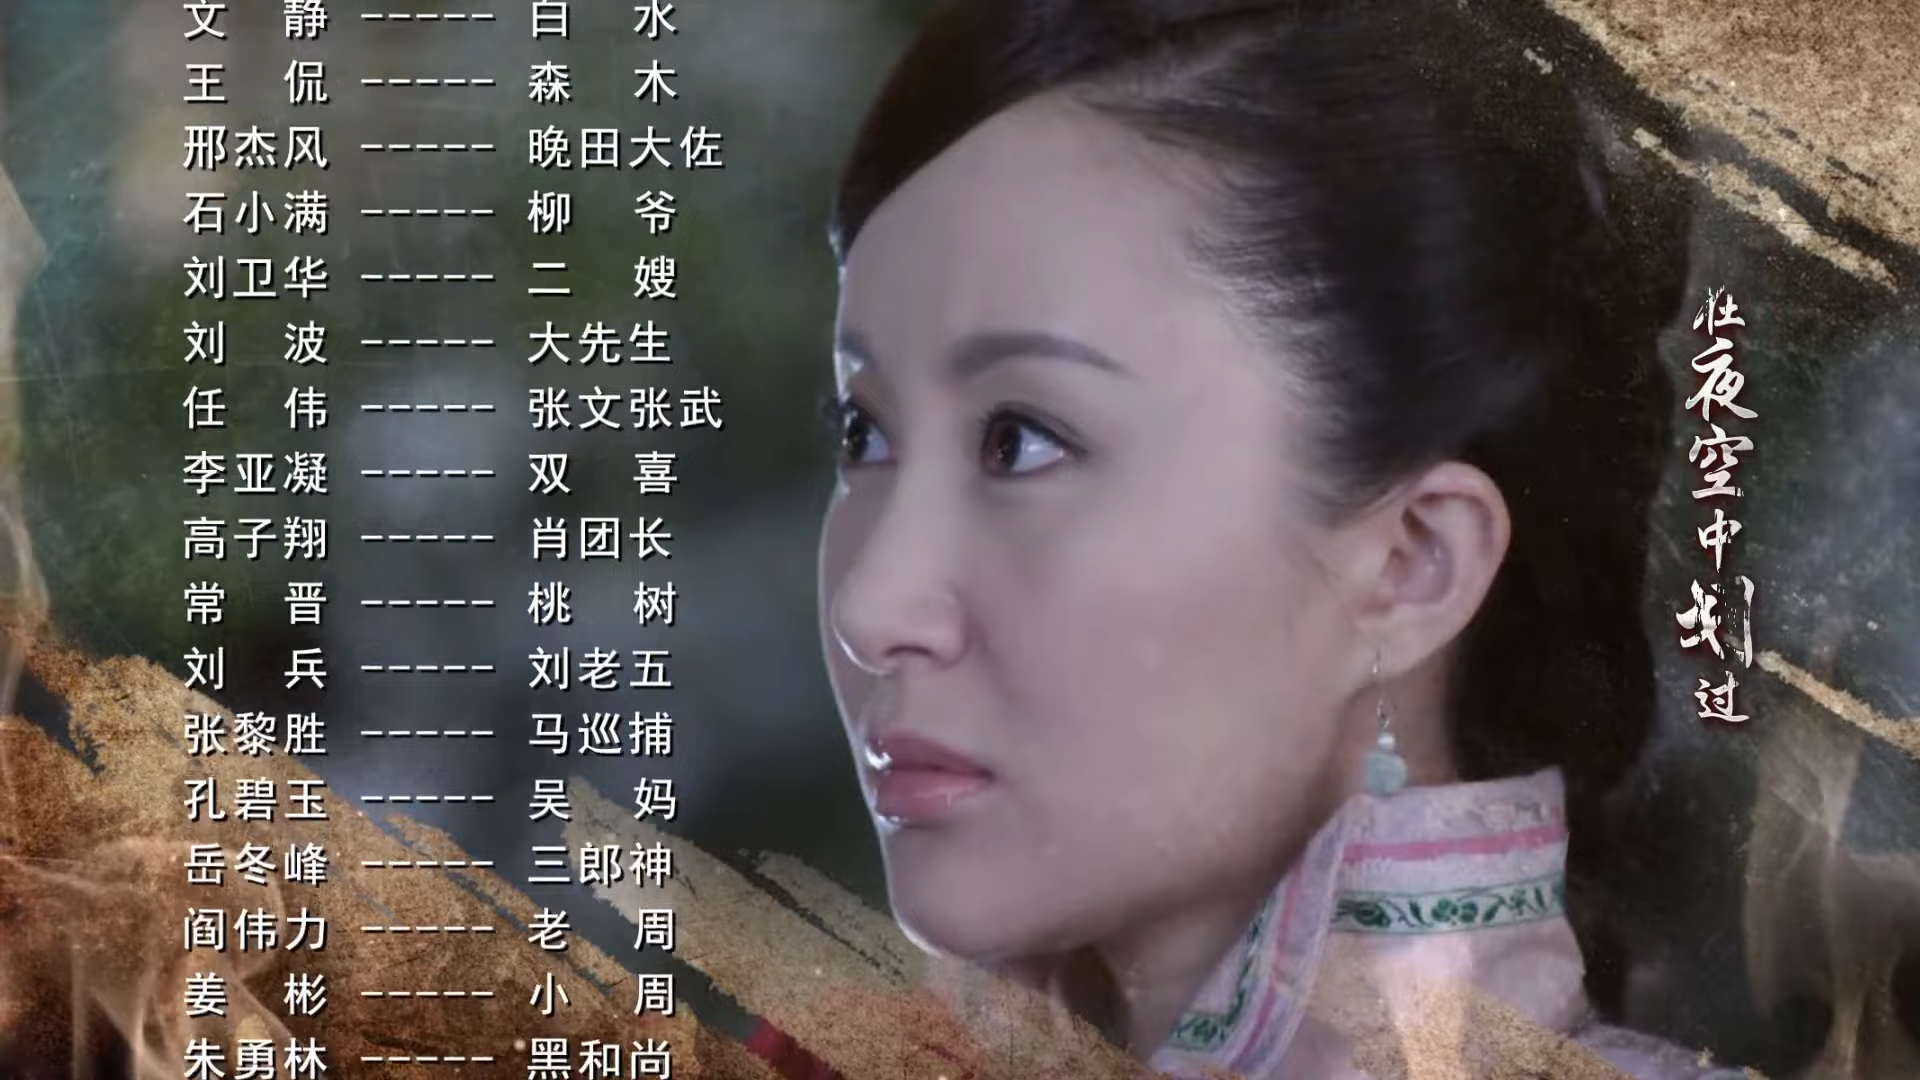 文静-----白水
王侃-----森木
邢杰风-----晚田大佐
石小满-----柳爷
刘卫华-----二嫂
刘波-----大先生
任伟-----张文张武
李亚凝-----双喜
高子翔-----肖团长
常晋-----桃树
刘兵-----刘老五
张黎胜-----马巡捕
孔碧玉-----吴妈
岳冬峰-----三郎神
阎伟力-----老周
姜彬-----小周
朱勇林-----黑和尚
在夜空中划过